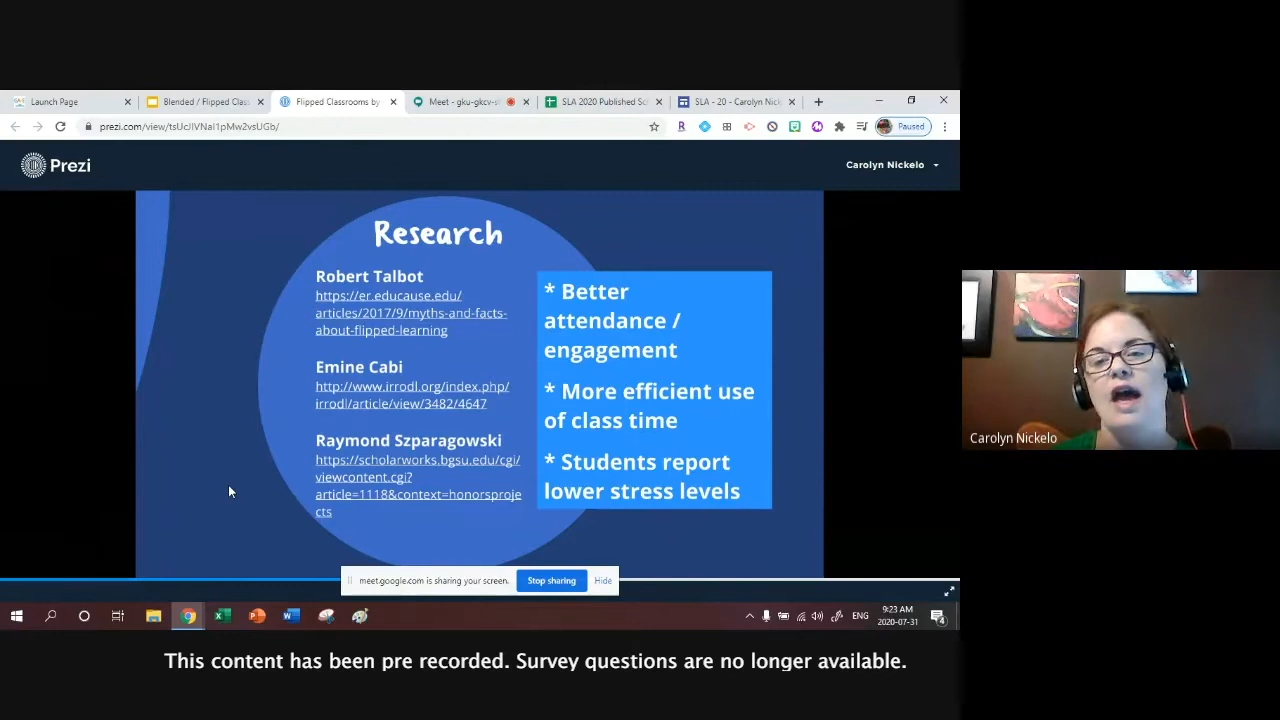 Launch Page
Blended / Flipped Clas
Flipped Classrooms by
Meet - gku-gkcv-s
SLA 2020 Published Sc
SLA - 20 - Carolyn Nick
prezi.com/view/tsUcJIVNaI1pMw2vsUGb/
Paused
Prezi
Carolyn Nickelo
Research
Robert Talbot
https://er.educause.edu/
articles/2017/9/myths-and-facts-
about-flipped-learning
Emine Cabi
http://www.irrodl.org/index.php/
irrodl/article/view/3482/4647
Raymond Szparagowski
https://scholarworks.bgsu.edu/cgi/
viewcontent.cgi?
article=1118&context=honorsproje
cts
* Better
attendance /
engagement
* More efficient use
of class time
* Students report
lower stress levels
Carolyn Nickelo
meet.google.com is sharing your screen.
Stop sharing
Hide
ENG
9:23 AM
2020-07-31
4
This content has been pre recorded. Survey questions are no longer available.